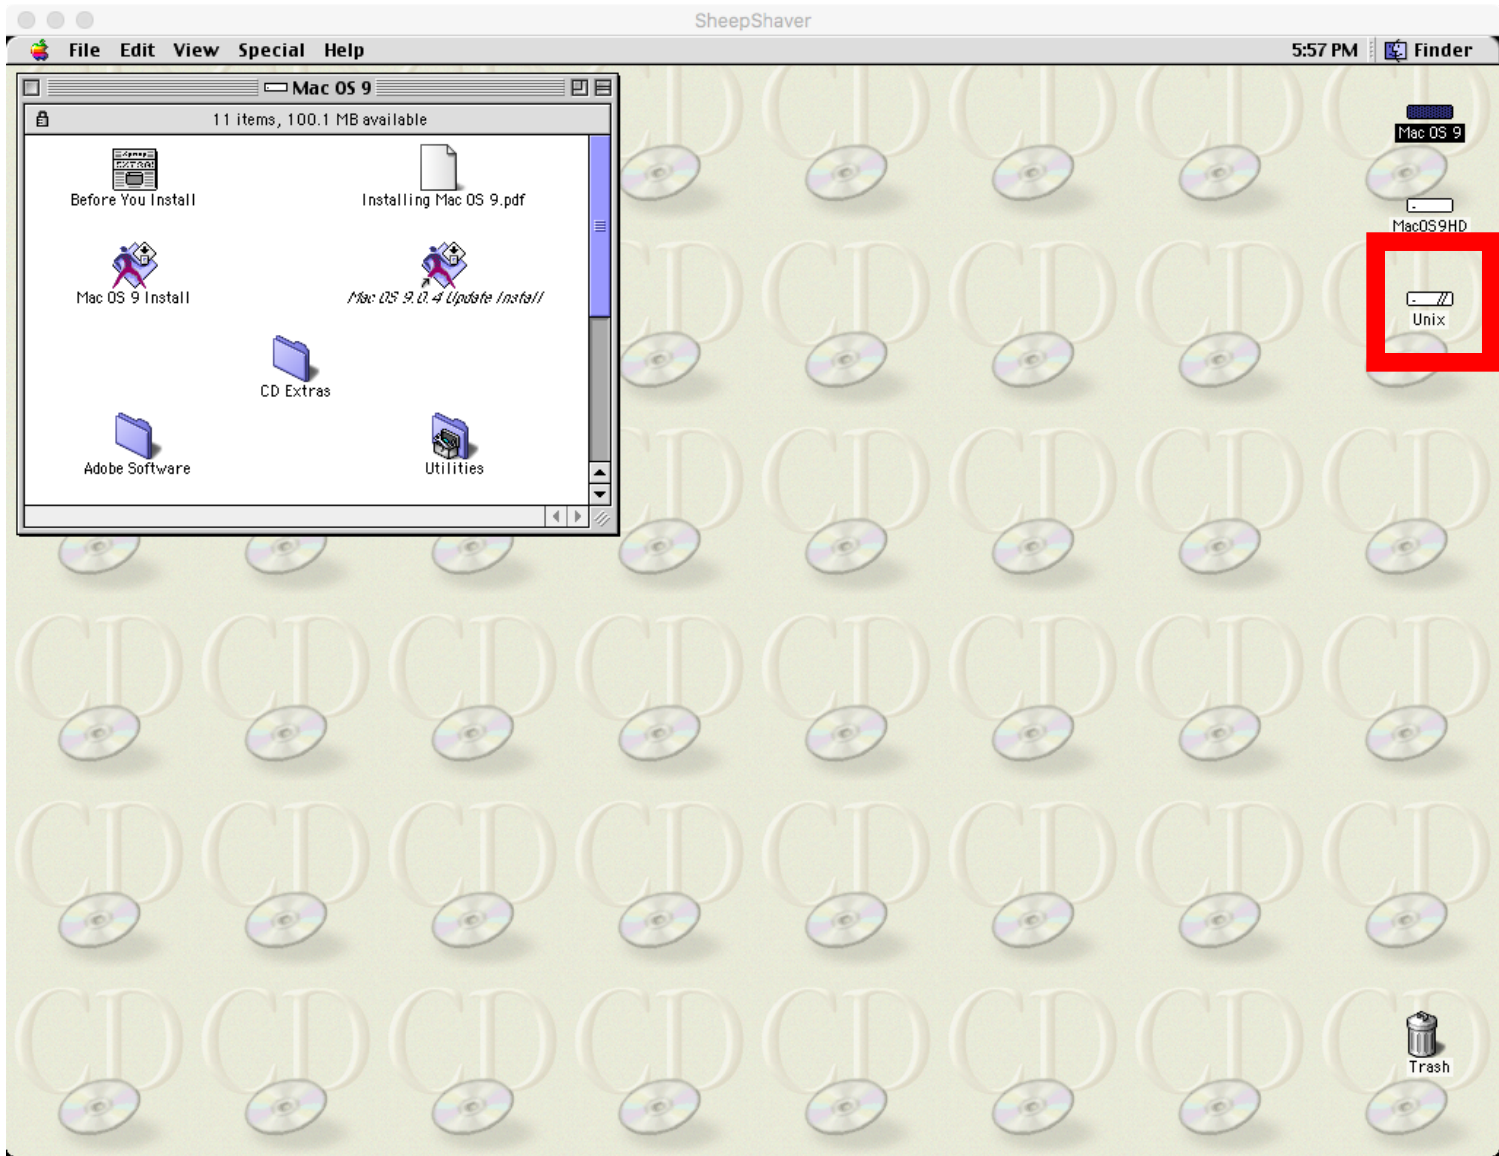 SheepShaver
File Edit View Special Help 5:57 PM Finder
Mac OS 9
11 items, 100.1 MB available
Before You Install
Installing Mac OS 9.pdf
Mac OS 9 Install
Mac OS 9.0.4 Update Install
CD Extras
Adobe Software
Utilities
Mac OS 9
MacOS9HD
Unix
Trash